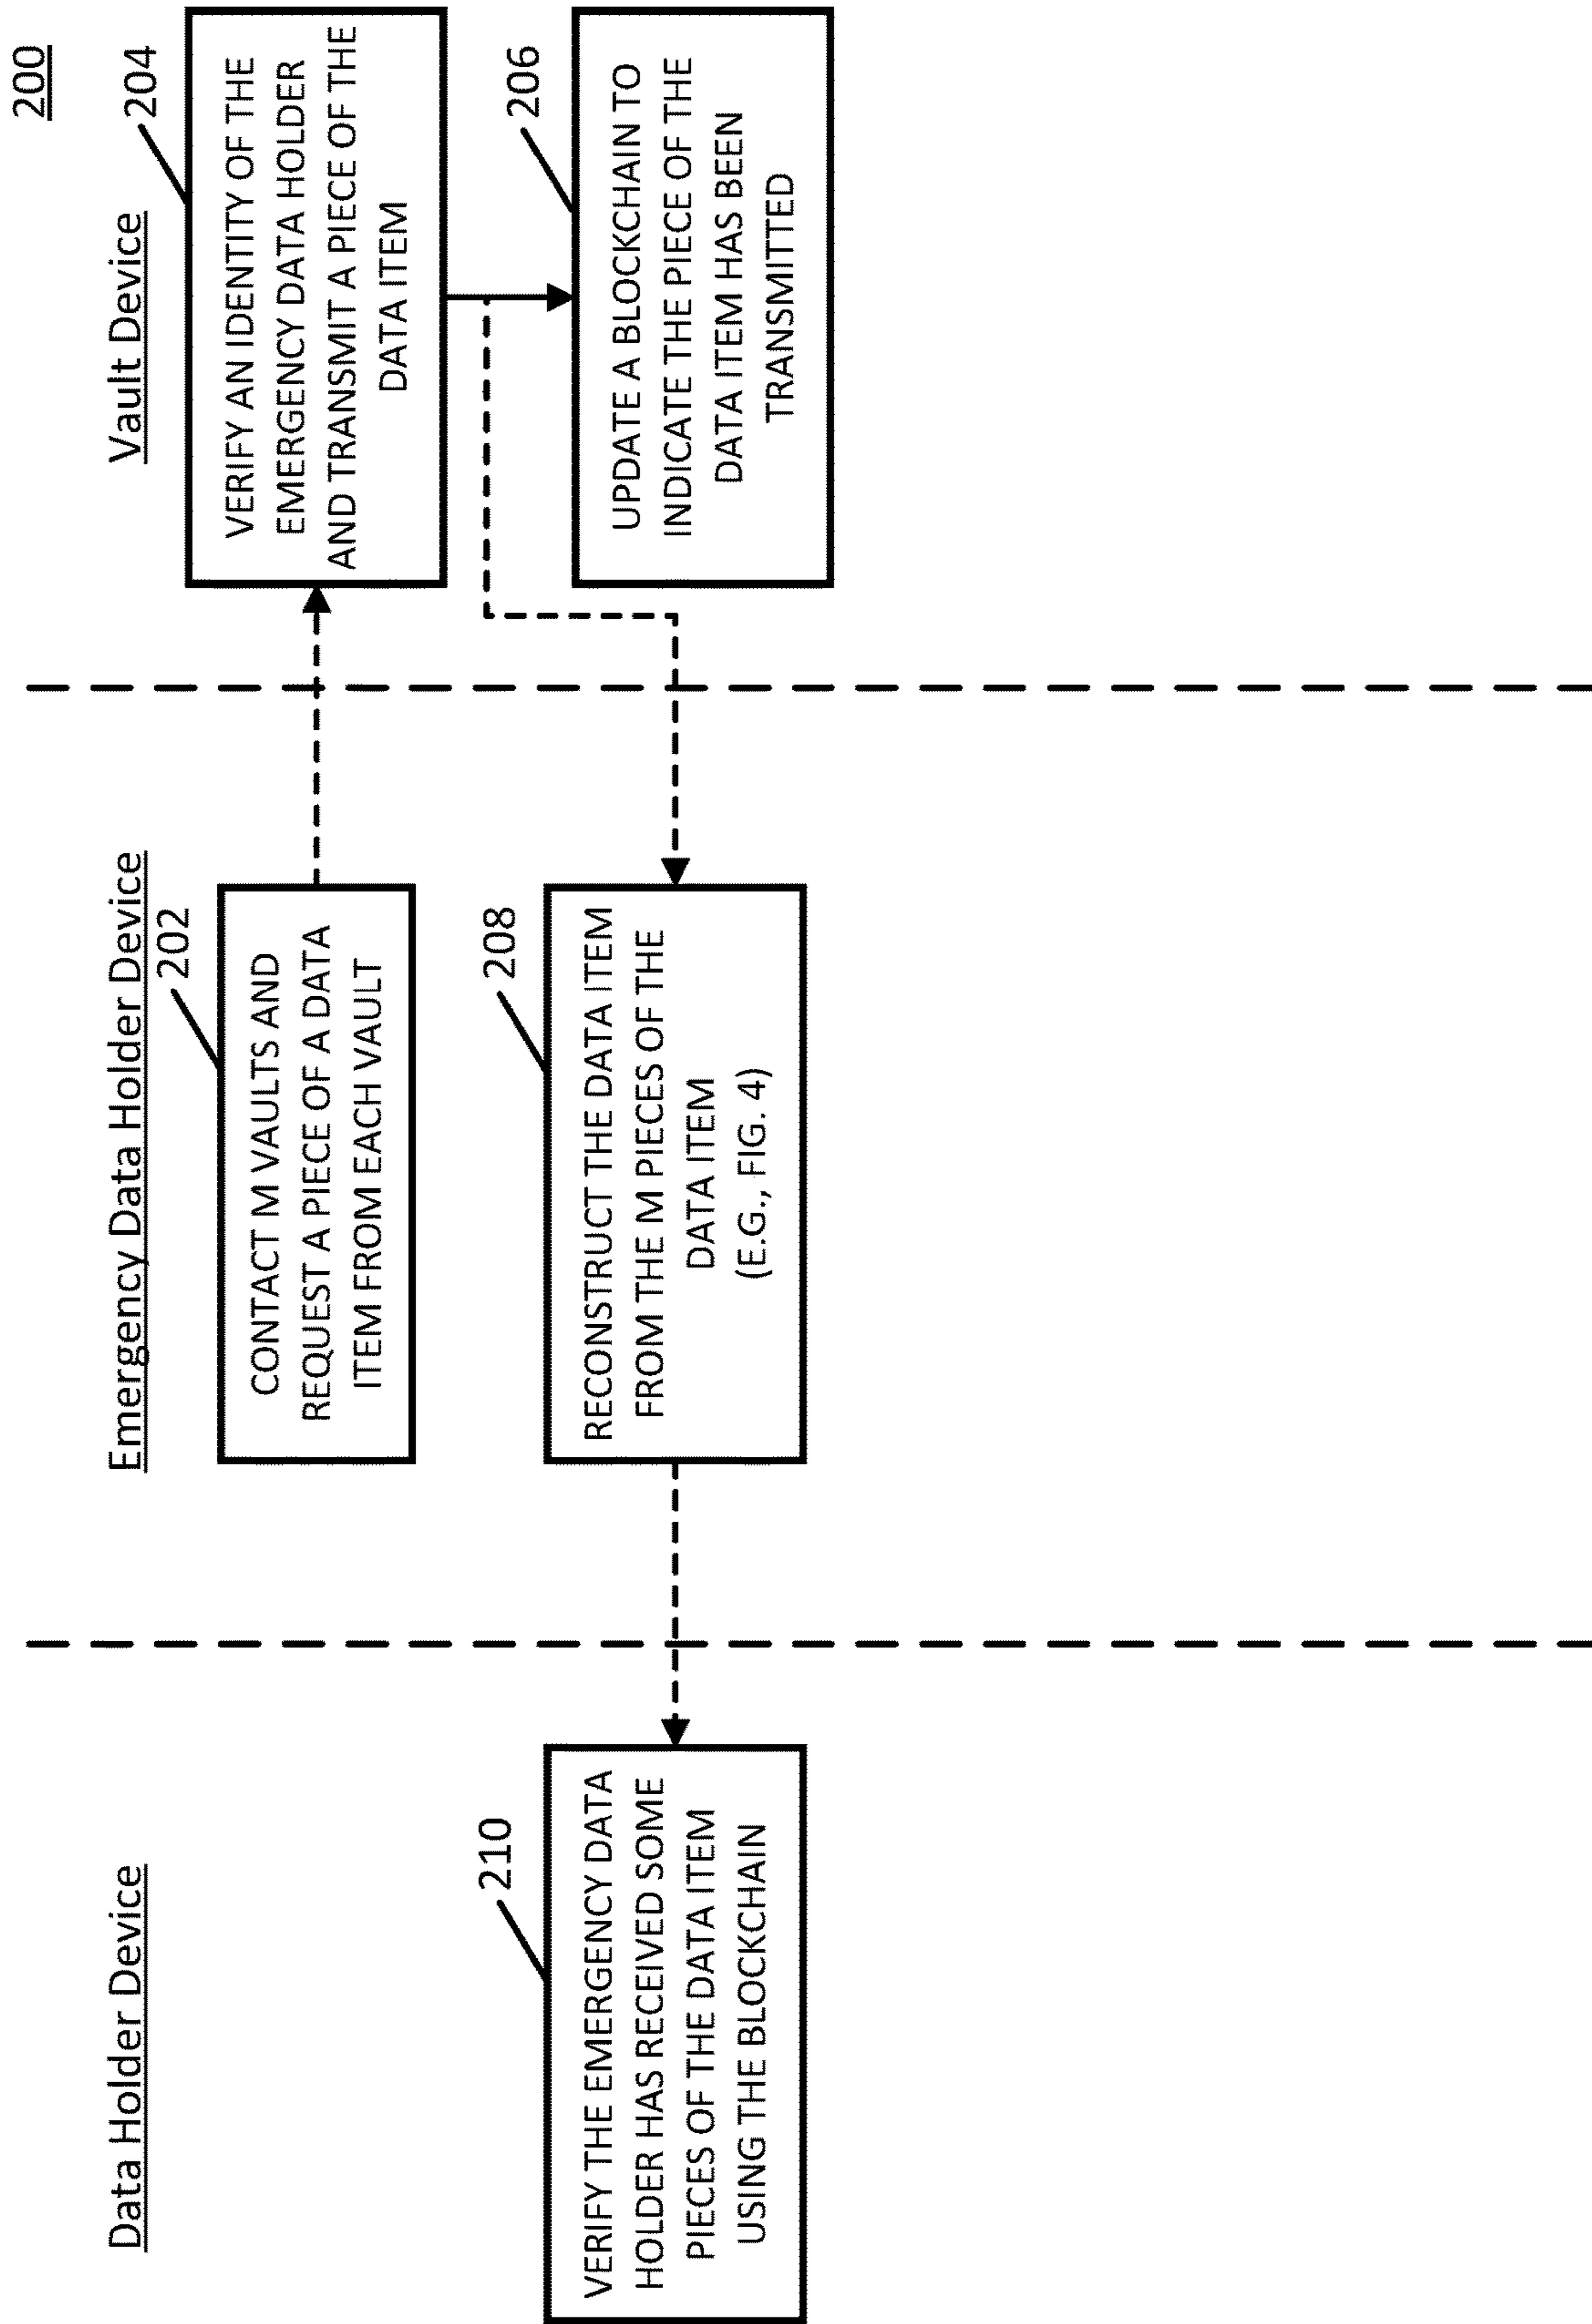 200
Data Holder Device
Emergency Data Holder Device
Vault Device
202
CONTACT M VAULTS AND
REQUEST A PIECE OF A DATA
ITEM FROM EACH VAULT
204
VERIFY AN IDENTITY OF THE
EMERGENCY DATA HOLDER
AND TRANSMIT A PIECE OF THE
DATA ITEM
210
VERIFY THE EMERGENCY DATA
HOLDER HAS RECEIVED SOME
PIECES OF THE DATA ITEM
USING THE BLOCKCHAIN
208
RECONSTRUCT THE DATA ITEM
FROM THE M PIECES OF THE
DATA ITEM
(E.G., FIG. 4)
206
UPDATE A BLOCKCHAIN TO
INDICATE THE PIECE OF THE
DATA ITEM HAS BEEN
TRANSMITTED